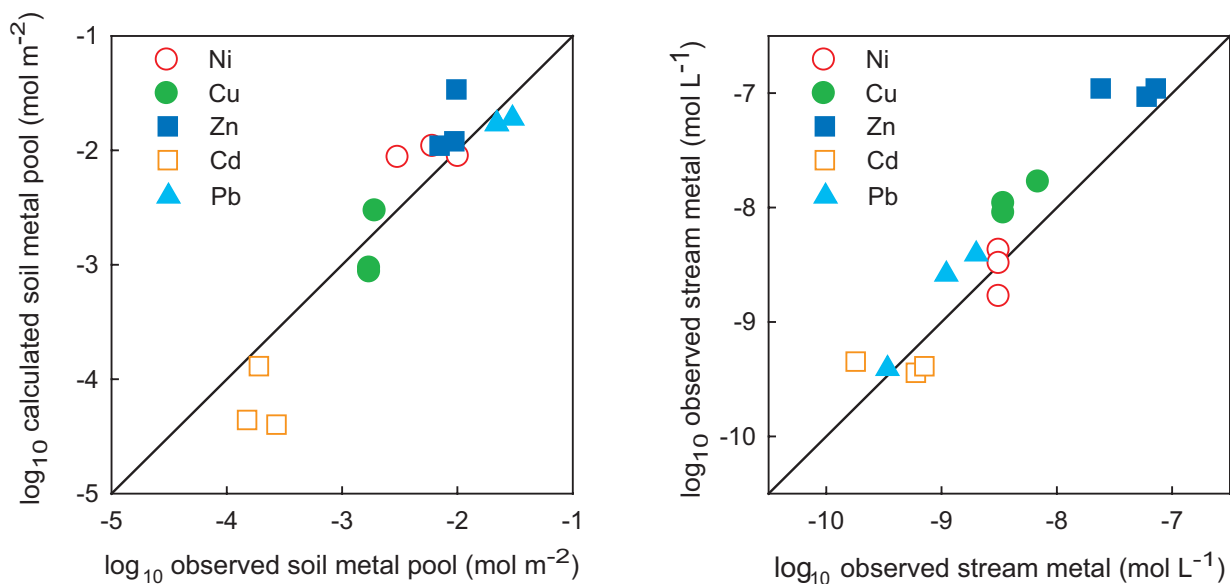 log₁₀ calculated soil metal pool (mol m⁻²)
-1
-2
-3
-4
-5
Ni
Cu
Zn
Cd
Pb
-5 -4 -3 -2 -1
log₁₀ observed soil metal pool (mol m⁻²)
log₁₀ observed stream metal (mol L⁻¹)
-7
-8
-9
-10
Ni
Cu
Zn
Cd
Pb
-10 -9 -8 -7
log₁₀ observed stream metal (mol L⁻¹)